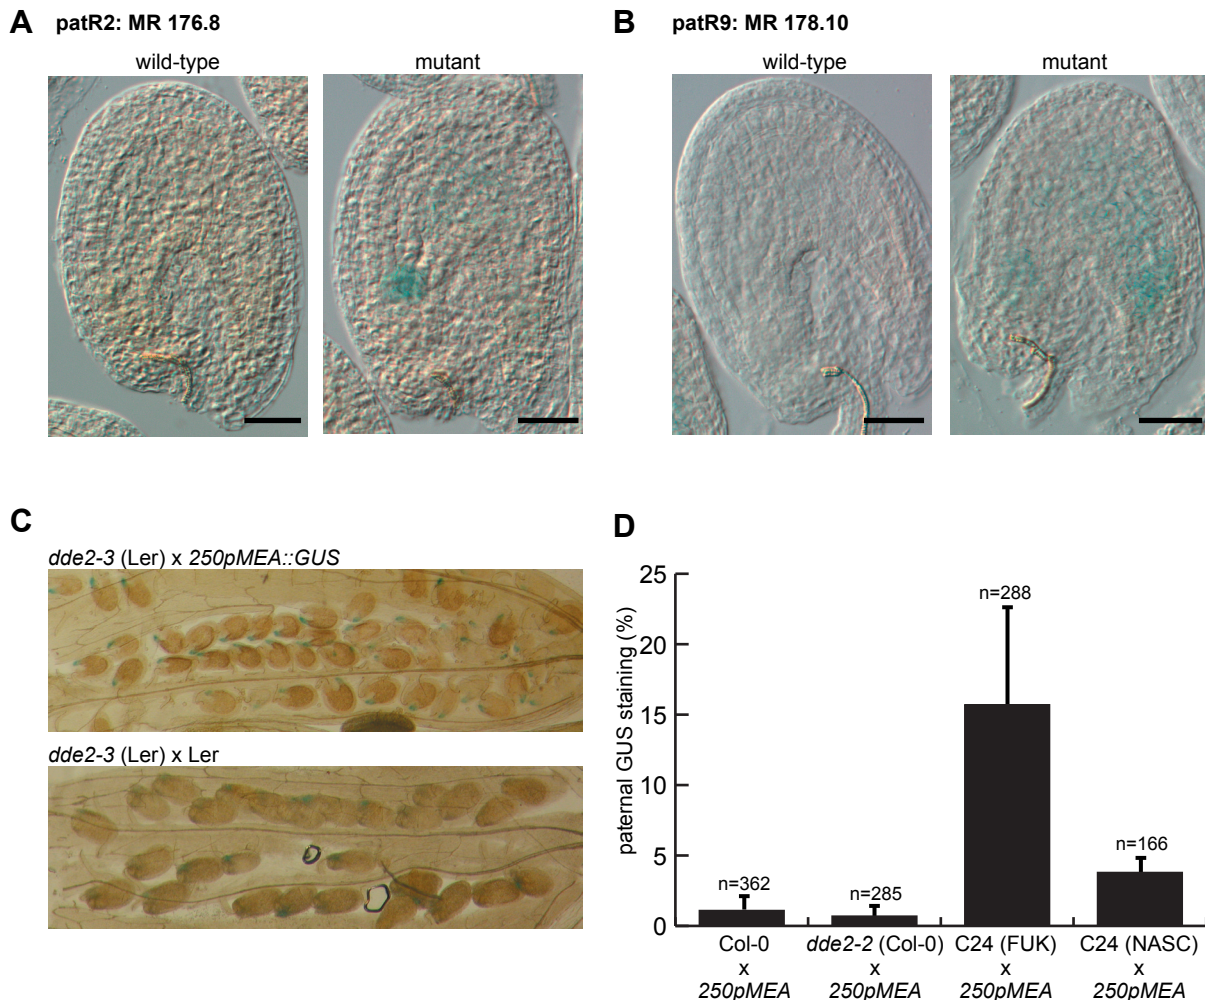 A patR2: MR 176.8
wild-type
mutant
B patR9: MR 178.10
wild-type
mutant
C
dde2-3 (Ler) x 250pMEA::GUS
dde2-3 (Ler) x Ler
D
paternal GUS staining (%)
25
20
15
10
5
0
n=362
n=285
n=288
n=166
Col-0
x
250pMEA
dde2-2 (Col-0)
x
250pMEA
C24 (FUK)
x
250pMEA
C24 (NASC)
x
250pMEA